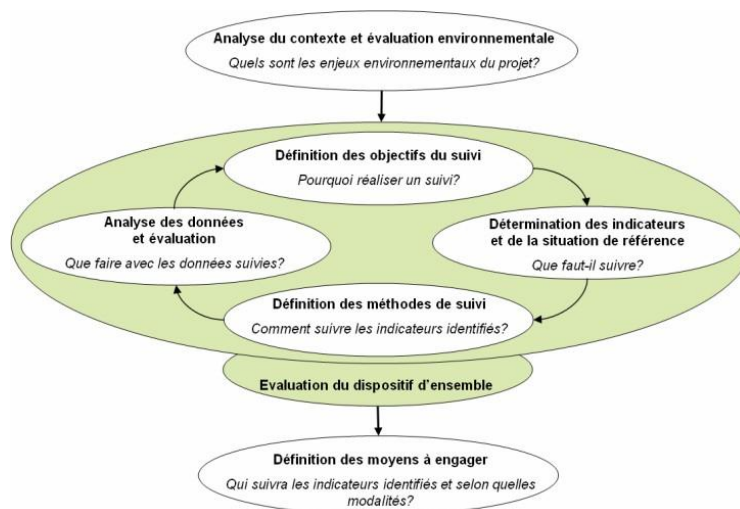 Analyse du contexte et évaluation environnementale
Quels sont les enjeux environnementaux du projet?
Définition des objectifs du suivi
Pourquoi réaliser un suivi?
Analyse des données
et évaluation
Que faire avec les données suivies?
Détermination des indicateurs
et de la situation de référence
Que faut-il suivre?
Définition des méthodes de suivi
Comment suivre les indicateurs identifiés?
Evaluation du dispositif d'ensemble
Définition des moyens à engager
Qui suivra les indicateurs identifiés et selon quelles
modalités?